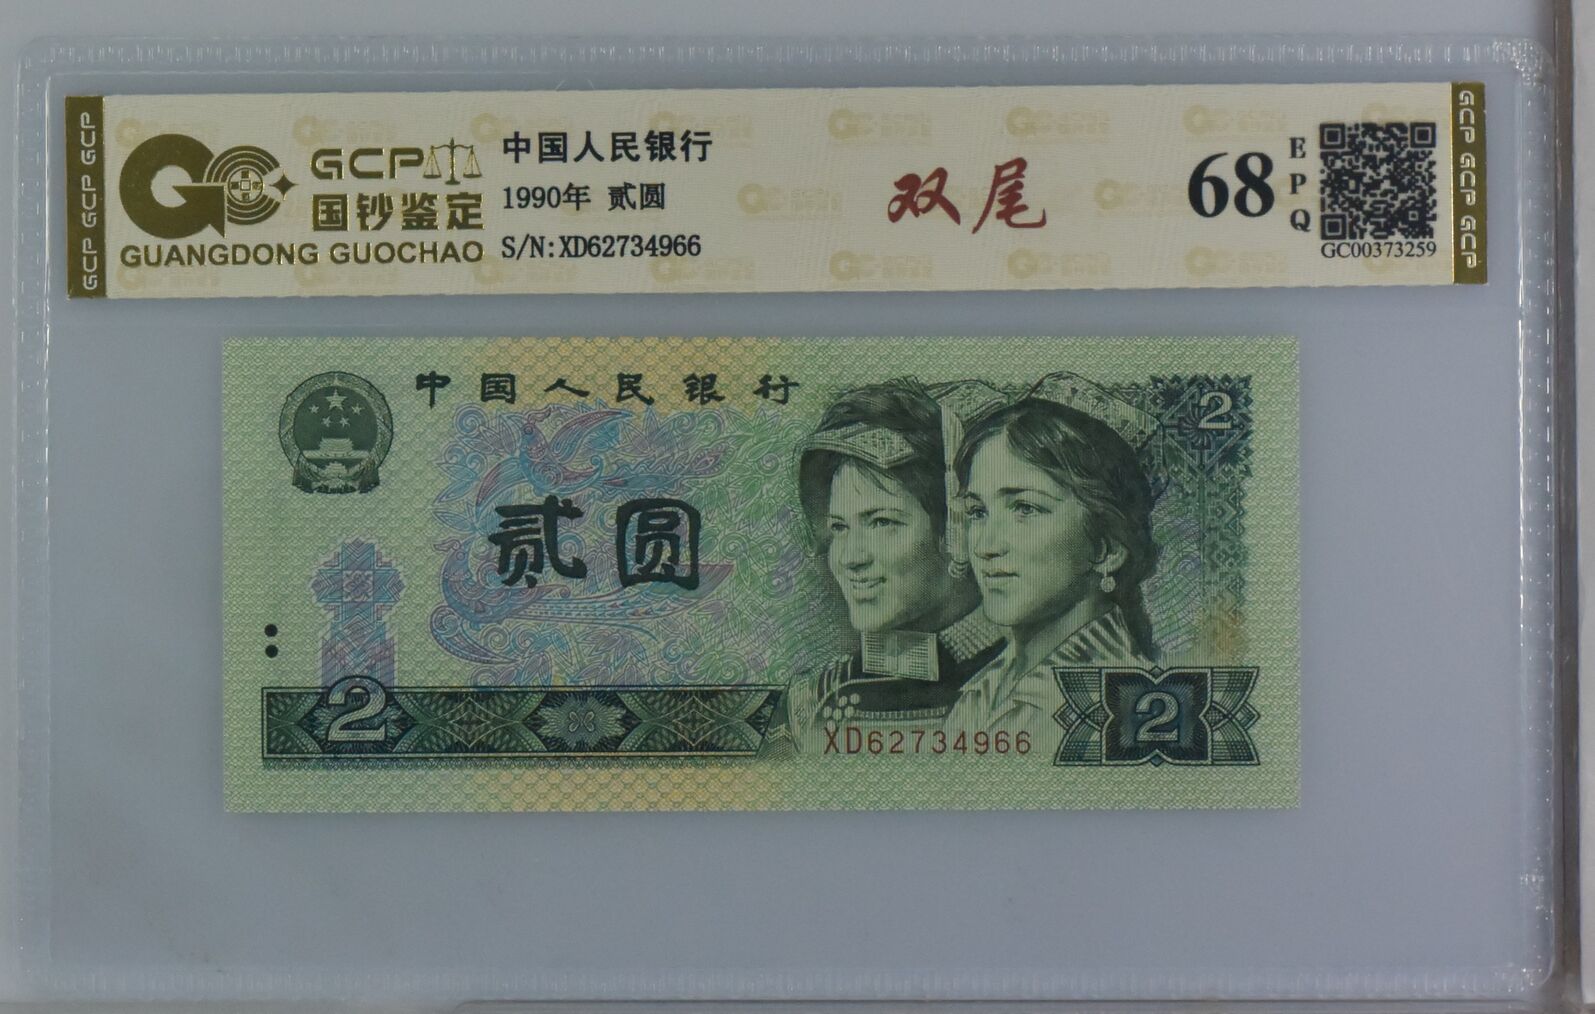 GCP GCP GCP
GCP
国钞鉴定
GUANGDONG GUOCHAO
中国人民银行
1990年 贰圆
S/N:XD62734966
双尾
68
EPQ
GC00373259
GCP GCP GCP
中国人民银行
2
贰圆
2
XD62734966
2